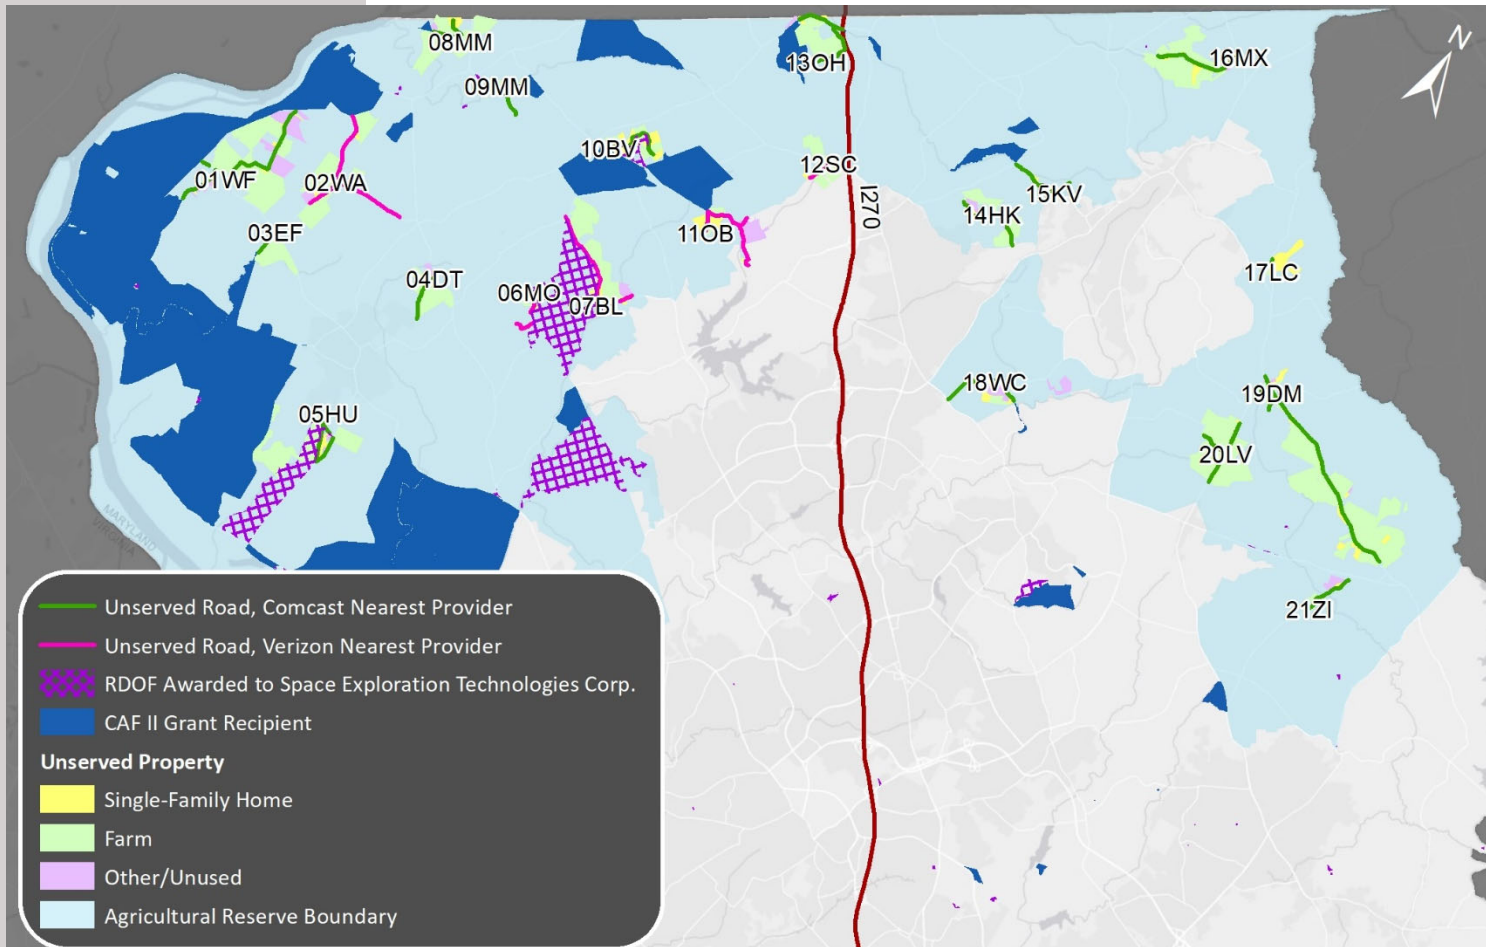 08MM
13OH
16MX
N
09MM
10BV
12SC
01WF
02WA
15KV
14HK
I270
11OB
03EF
17LC
04DT
06MO
07BL
18WC
19DM
05HU
20LV
MARYLAND
VIRGINIA
21ZI
Unserved Road, Comcast Nearest Provider
Unserved Road, Verizon Nearest Provider
RDOF Awarded to Space Exploration Technologies Corp.
CAF II Grant Recipient
Unserved Property
Single-Family Home
Farm
Other/Unused
Agricultural Reserve Boundary